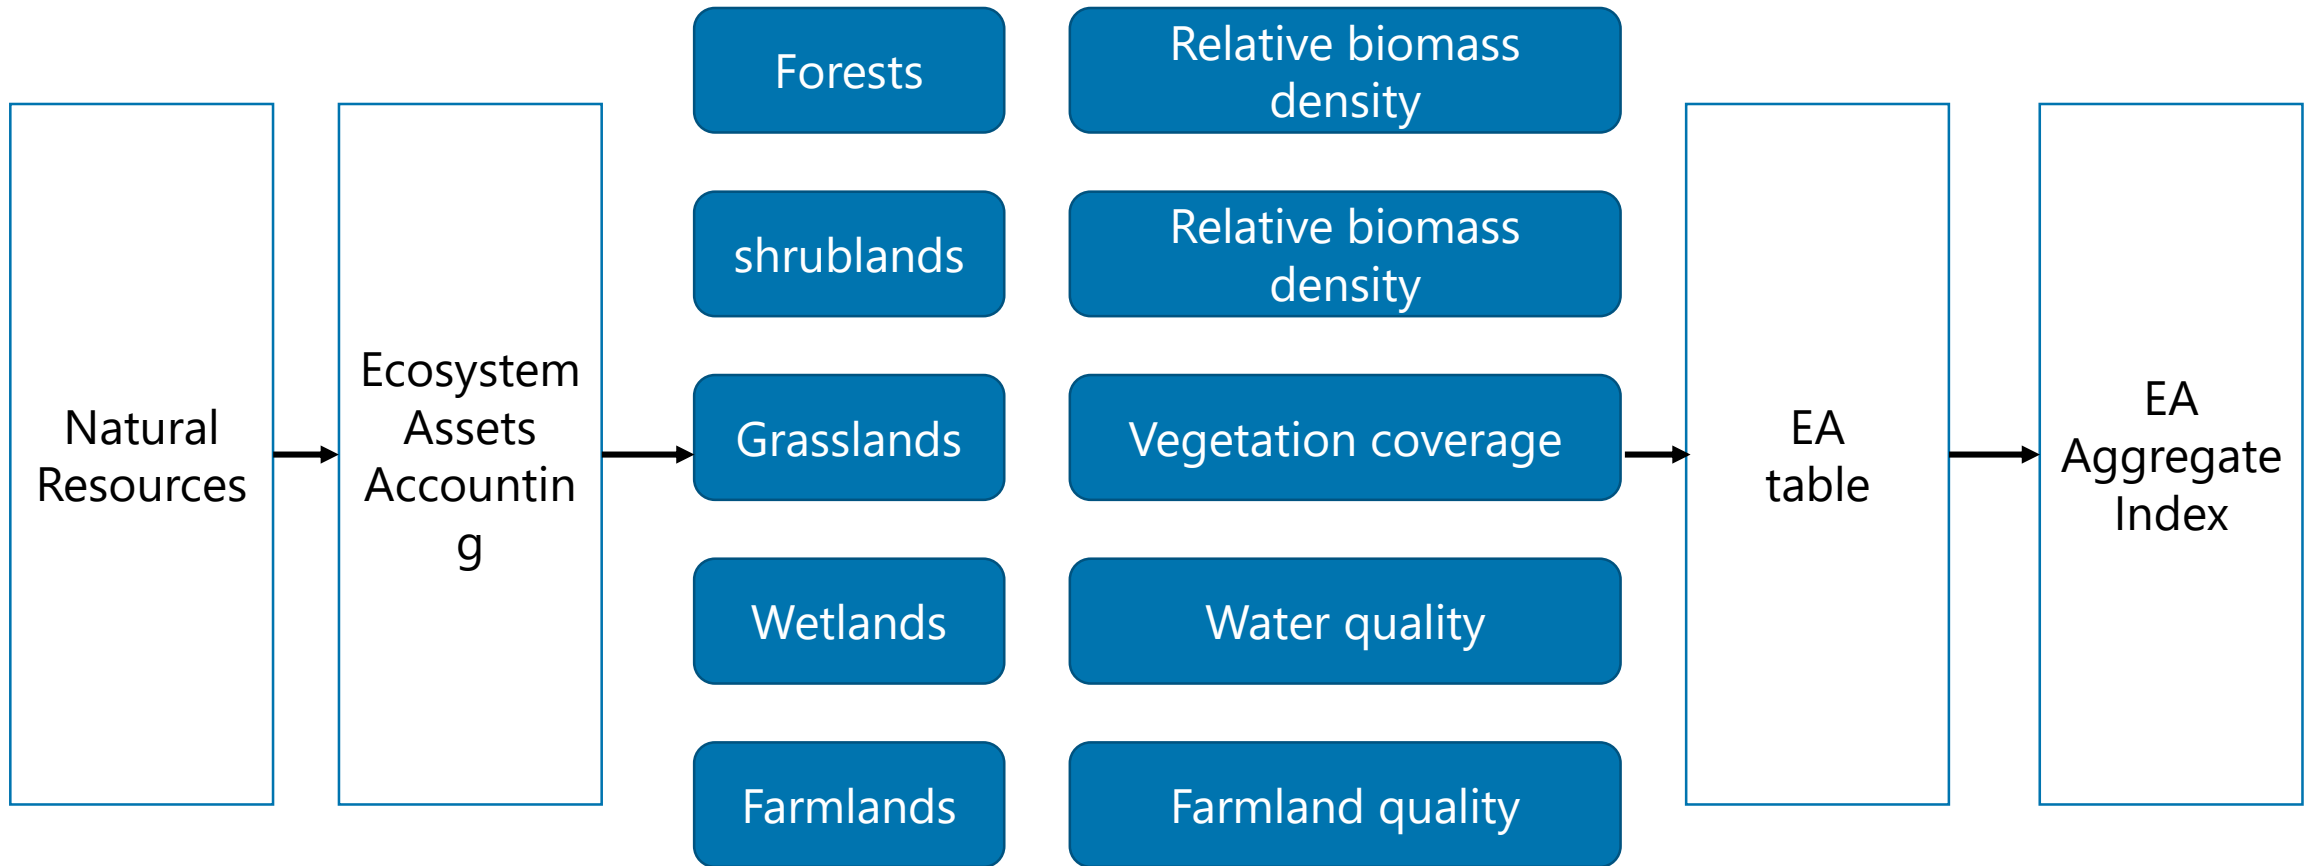 Natural
Resources
Ecosystem
Assets
Accountin
g
Forests
Relative biomass
density
shrublands
Relative biomass
density
Grasslands
Vegetation coverage
Wetlands
Water quality
Farmlands
Farmland quality
EA
table
EA
Aggregate
Index